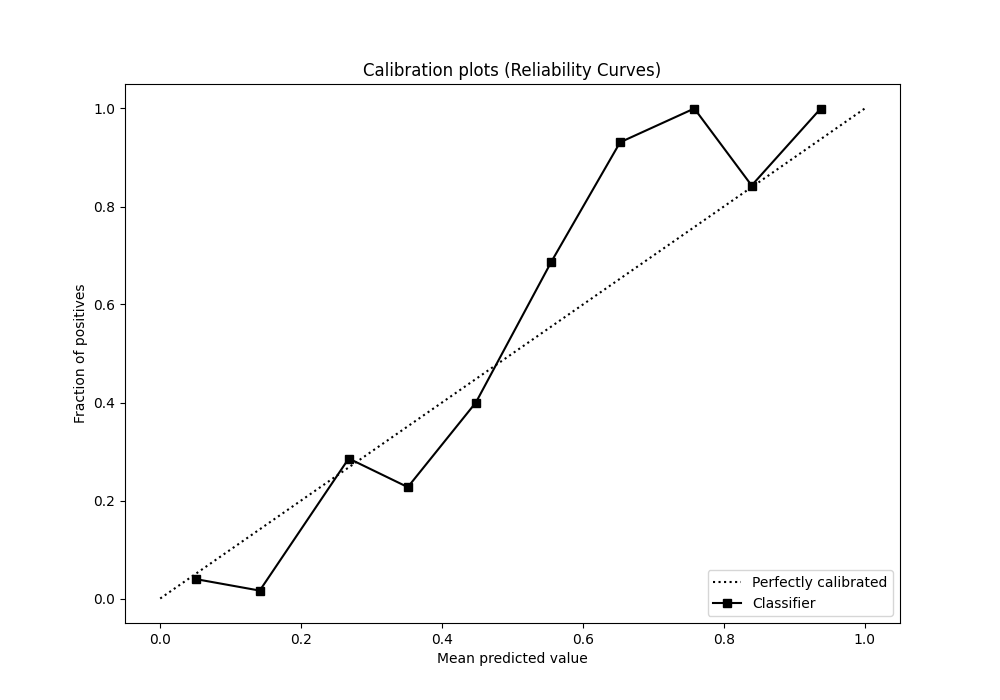 Calibration plots (Reliability Curves)
Fraction of positives
1.0
0.8
0.6
0.4
0.2
0.0
0.0 0.2 0.4 0.6 0.8 1.0
Mean predicted value
Perfectly calibrated
Classifier